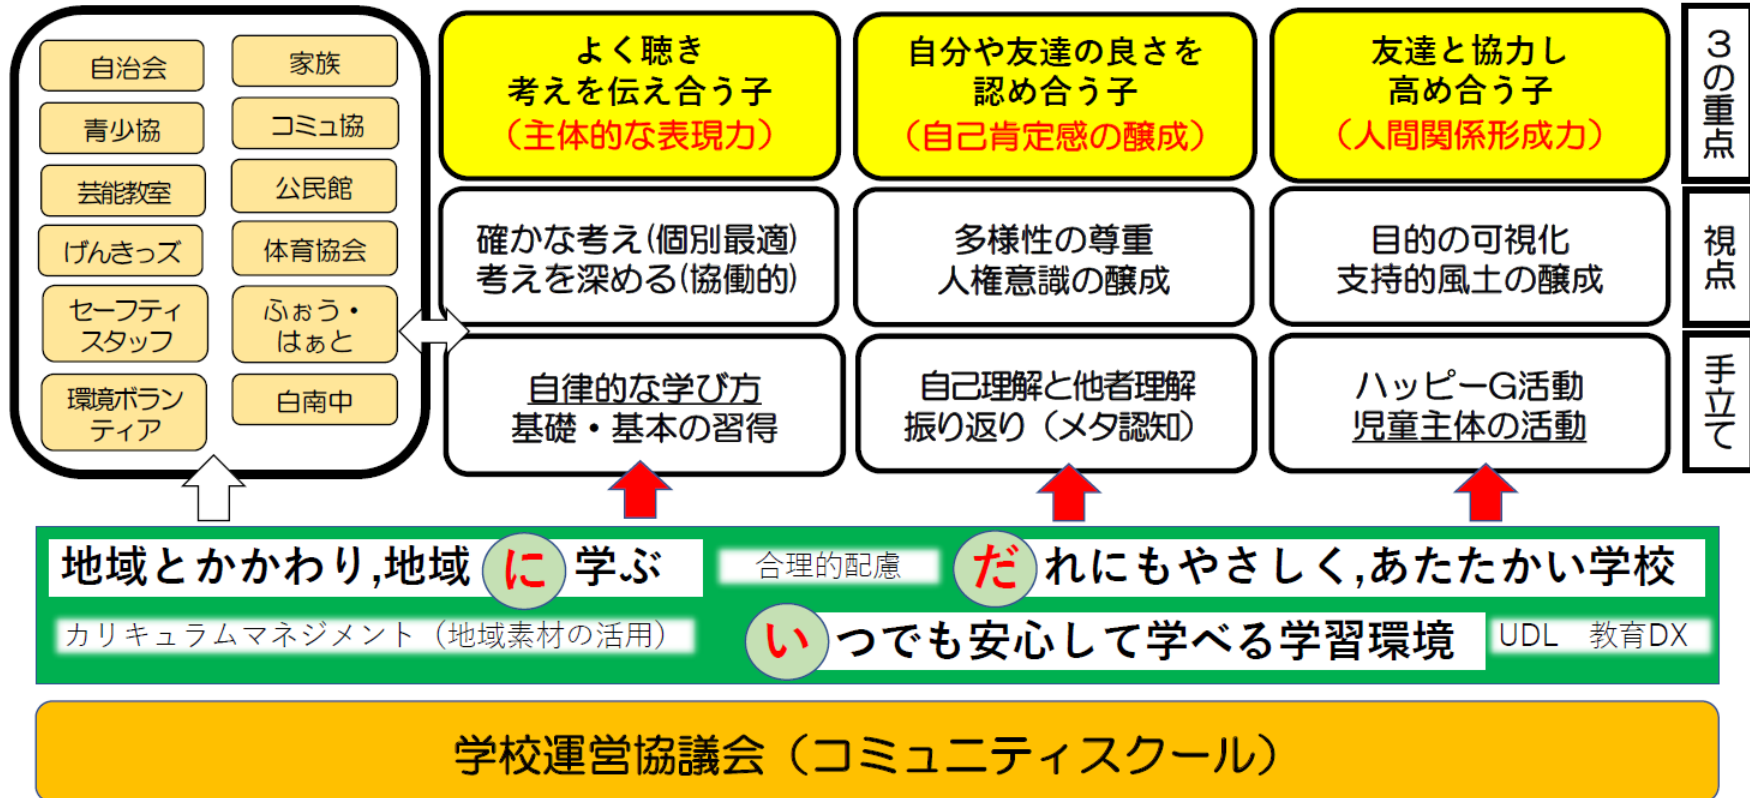 自治会
家族
青少協
コミュ協
芸能教室
公民館
げんきっズ
体育協会
セーフティ
スタッフ
ふぉう・
はぁと
環境ボラン
ティア
白南中
よく聴き
考えを伝え合う子
（主体的な表現力）
自分や友達の良さを
認め合う子
（自己肯定感の醸成）
友達と協力し
高め合う子
（人間関係形成力）
3の重点
確かな考え(個別最適)
考えを深める(協働的)
多様性の尊重
人権意識の醸成
目的の可視化
支持的風土の醸成
視点
自律的な学び方
基礎・基本の習得
自己理解と他者理解
振り返り（メタ認知）
ハッピーG活動
児童主体の活動
手立て
地域とかかわり,地域に学ぶ
合理的配慮
だれにもやさしく,あたたかい学校
カリキュラムマネジメント（地域素材の活用）
いつでも安心して学べる学習環境
UDL　教育DX
学校運営協議会（コミュニティスクール）